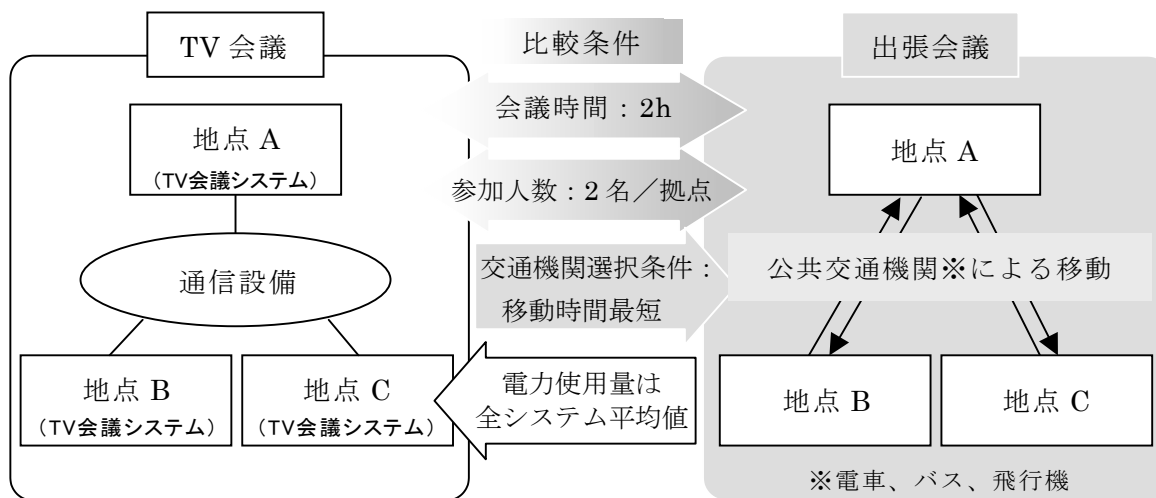 TV 会議
地点 A
(TV会議システム)
通信設備
地点 B
(TV会議システム)
地点 C
(TV会議システム)
比較条件
会議時間：2h
参加人数：2 名／拠点
交通機関選択条件：
移動時間最短
電力使用量は
全システム平均値
出張会議
地点 A
公共交通機関※による移動
地点 B
地点 C
※電車、バス、飛行機